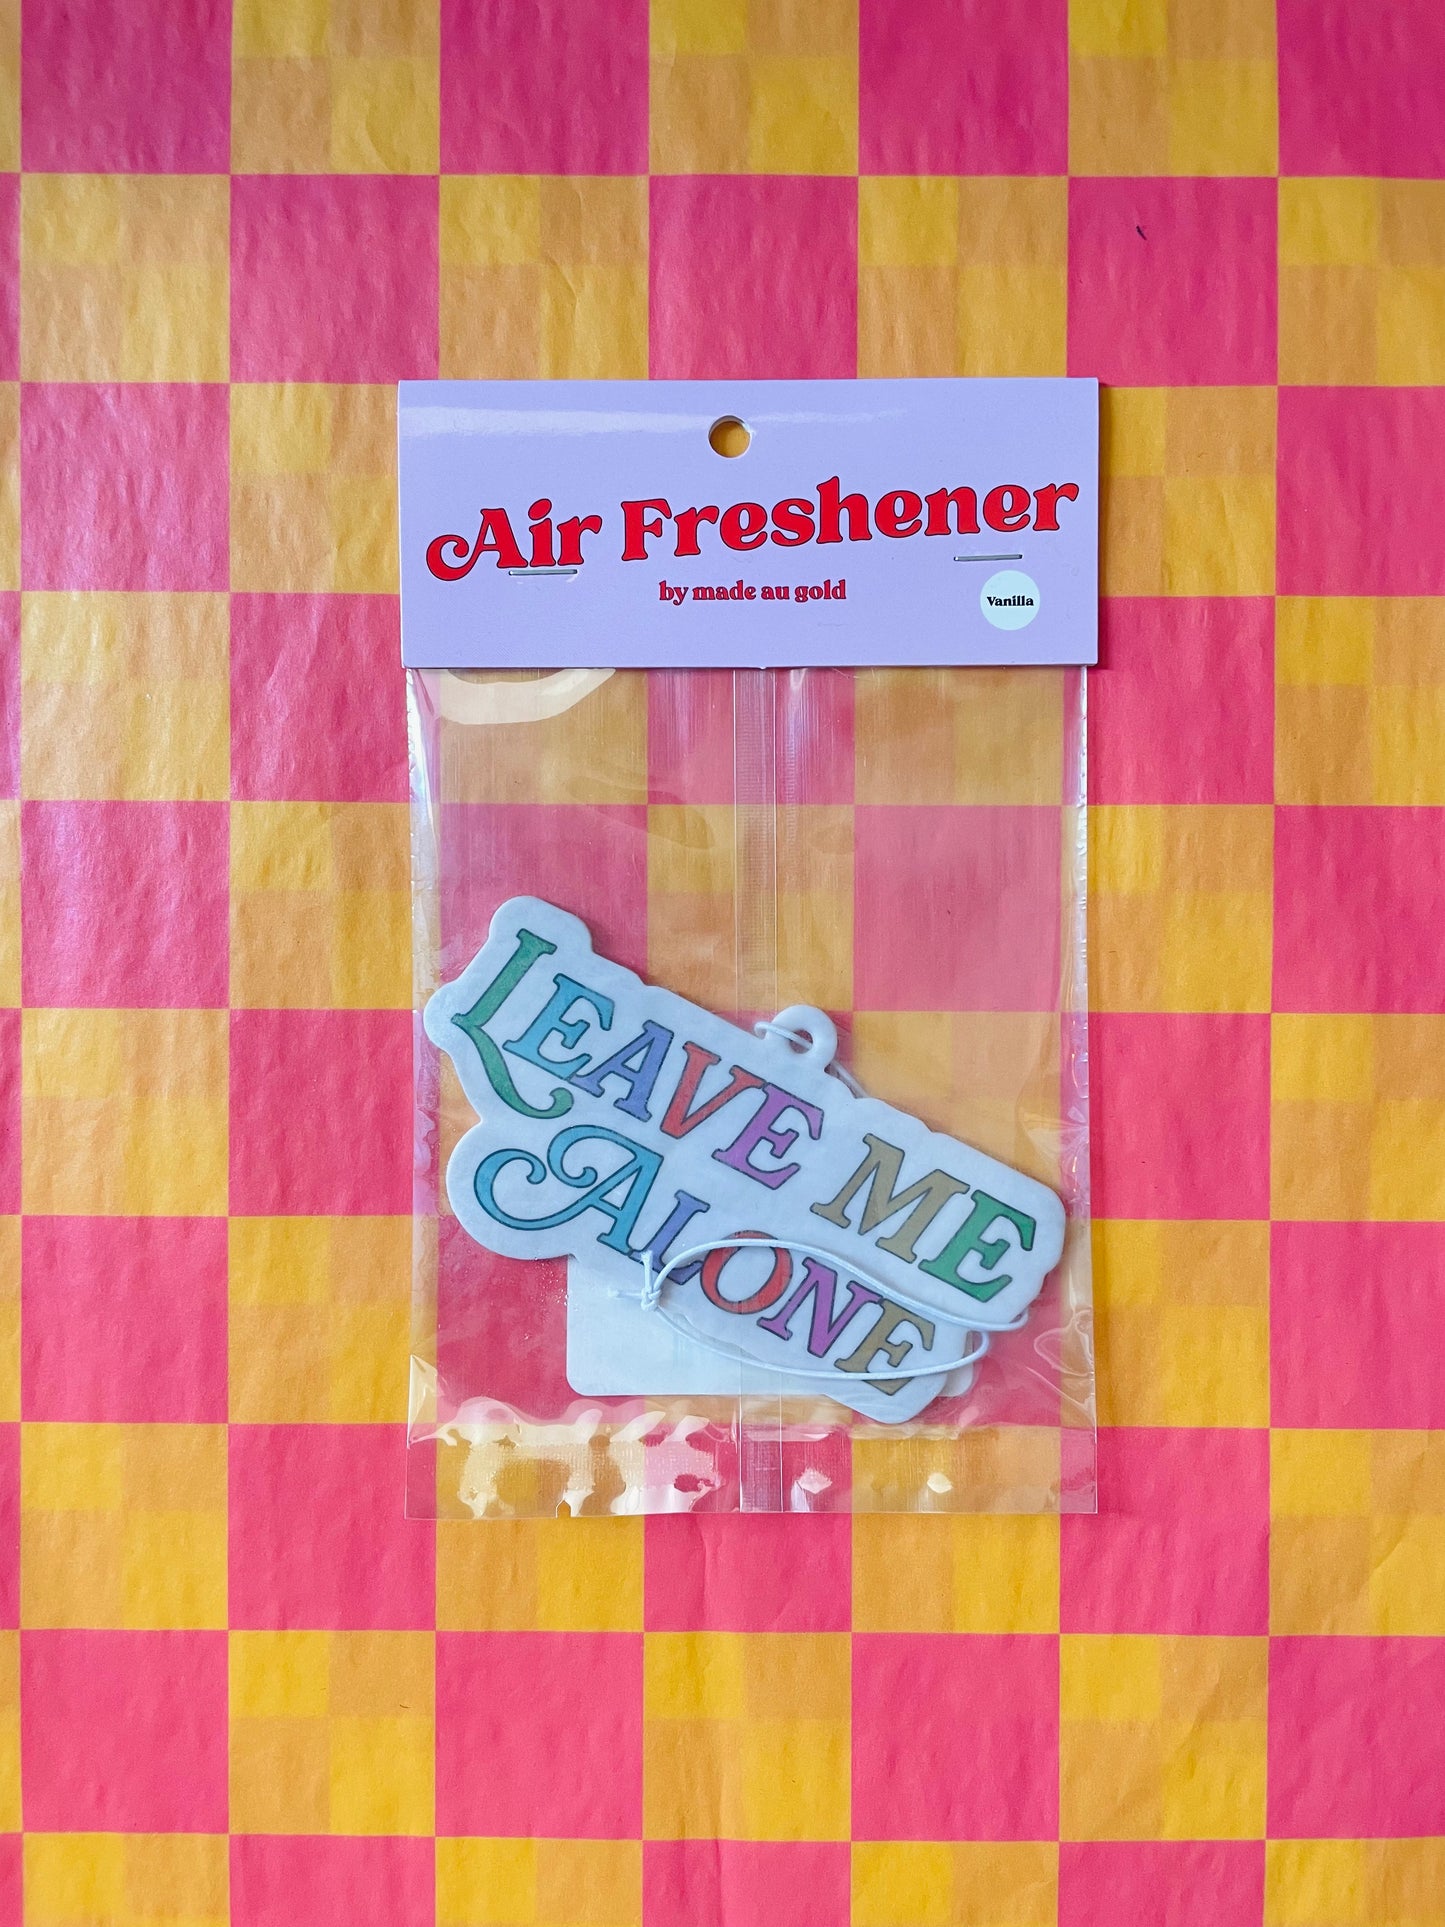 Air Freshener
by made au gold
Vanilla
LEAVE ME
ALONE